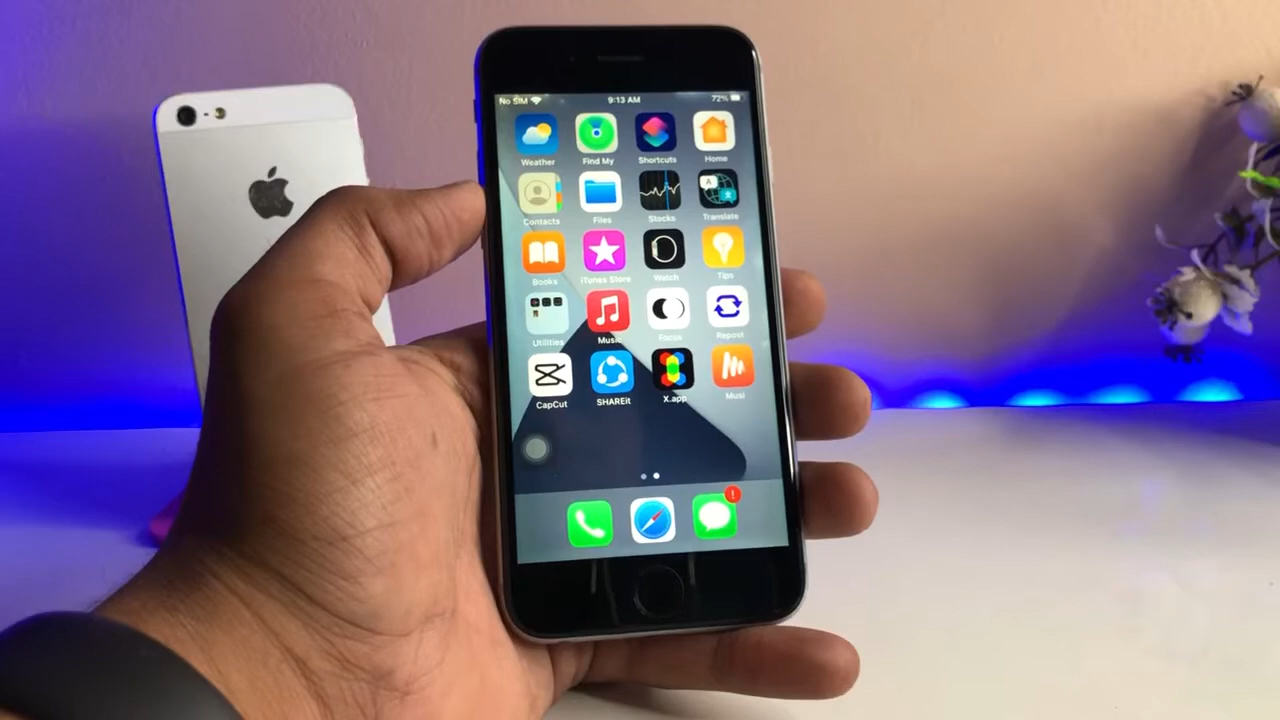 No SIM 9:13 AM 72%
Weather Find My Shortcuts Home
Contacts Files Stocks Translate
Books iTunes Store Watch Tips
Utilities Music Focus Repost
CapCut SHAREit X.app Musi